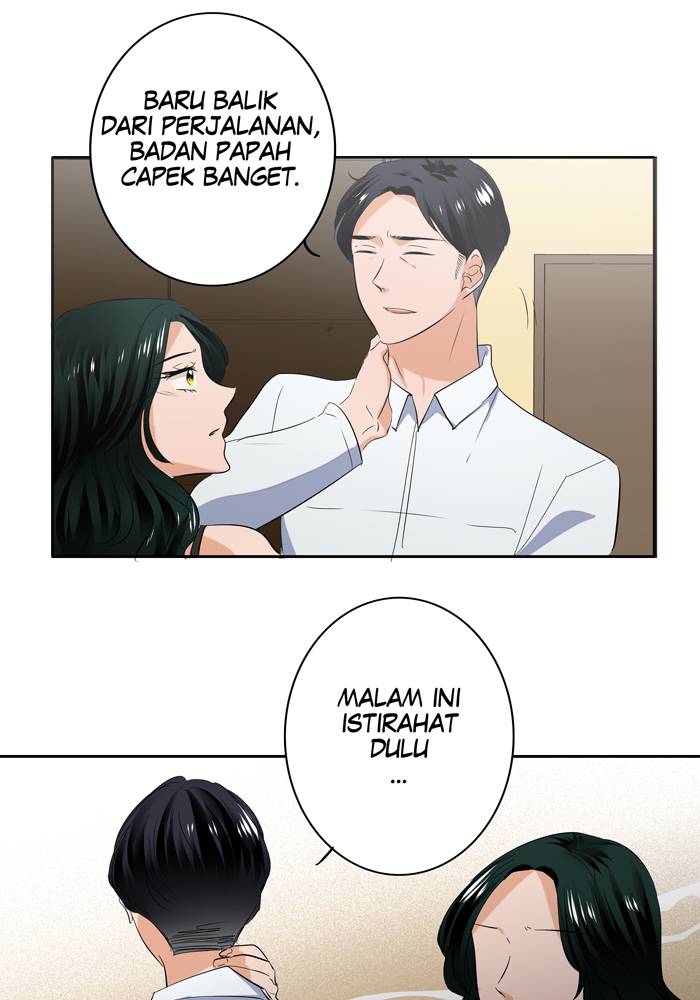 BARU BALIK
DARI PERJALANAN,
BADAN PAPAH
CAPEK BANGET.
MALAM INI
ISTIRAHAT
DULU
...